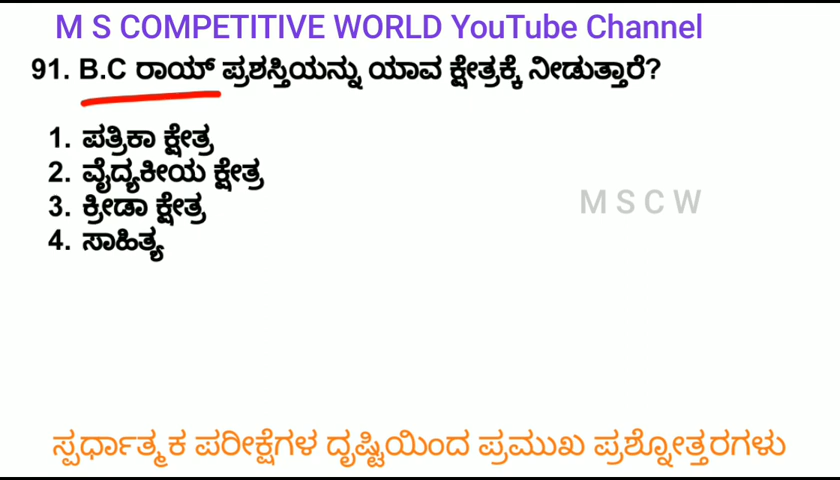 M S COMPETITIVE WORLD YouTube Channel
91. B.C ರಾಯ್ ಪ್ರಶಸ್ತಿಯನ್ನು ಯಾವ ಕ್ಷೇತ್ರಕ್ಕೆ ನೀಡುತ್ತಾರೆ?
1. ಪತ್ರಿಕಾ ಕ್ಷೇತ್ರ
2. ವೈದ್ಯಕೀಯ ಕ್ಷೇತ್ರ
3. ಕ್ರೀಡಾ ಕ್ಷೇತ್ರ
M S C W
4. ಸಾಹಿತ್ಯ
ಸ್ಪರ್ಧಾತ್ಮಕ ಪರೀಕ್ಷೆಗಳ ದೃಷ್ಟಿಯಿಂದ ಪ್ರಮುಖ ಪ್ರಶ್ನೋತ್ತರಗಳು